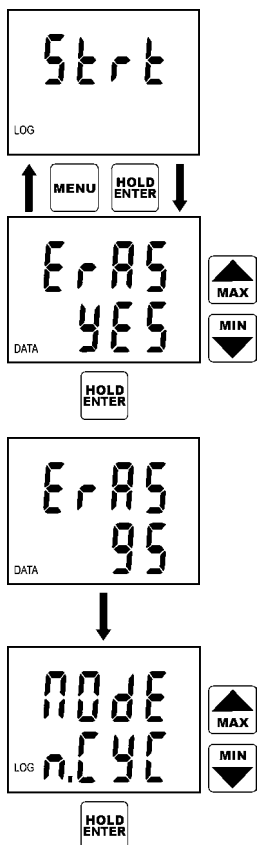 Strt
LOG
MENU HOLD ENTER
ErAS
YES
DATA
MAX
MIN
HOLD
ENTER
ErAS
95
DATA
MODE
LOG n.CYC
MAX
MIN
HOLD
ENTER